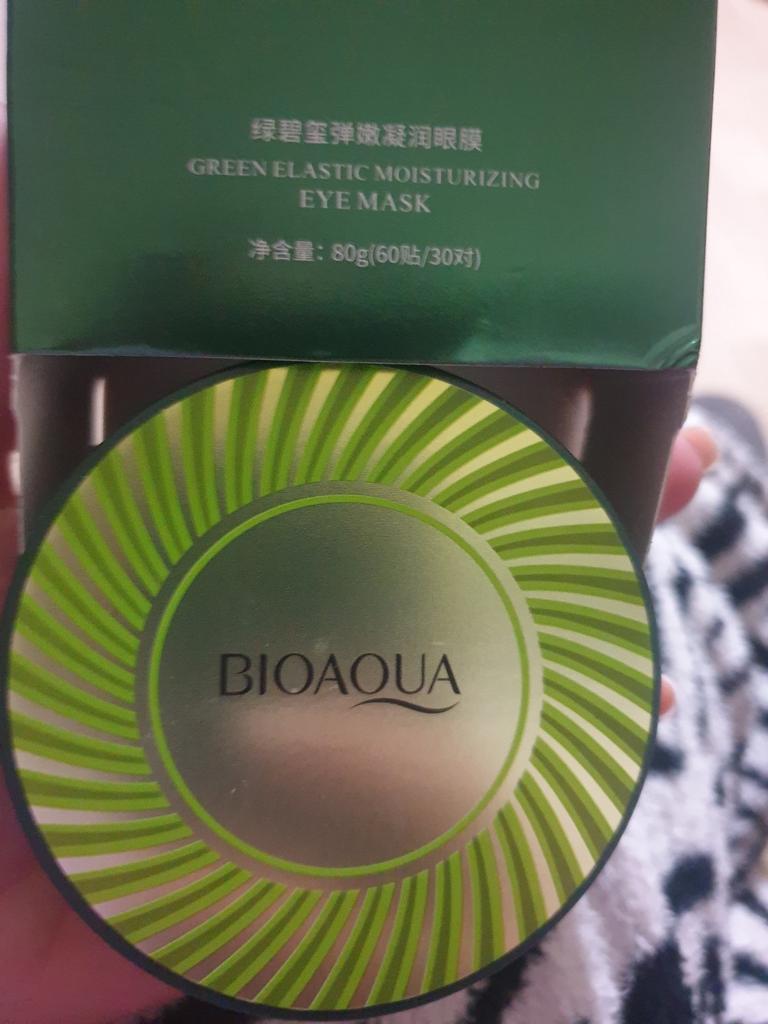 绿碧玺弹嫩凝润眼膜
GREEN ELASTIC MOISTURIZING
EYE MASK
净含量：80g(60贴/30对)
BIOAQUA